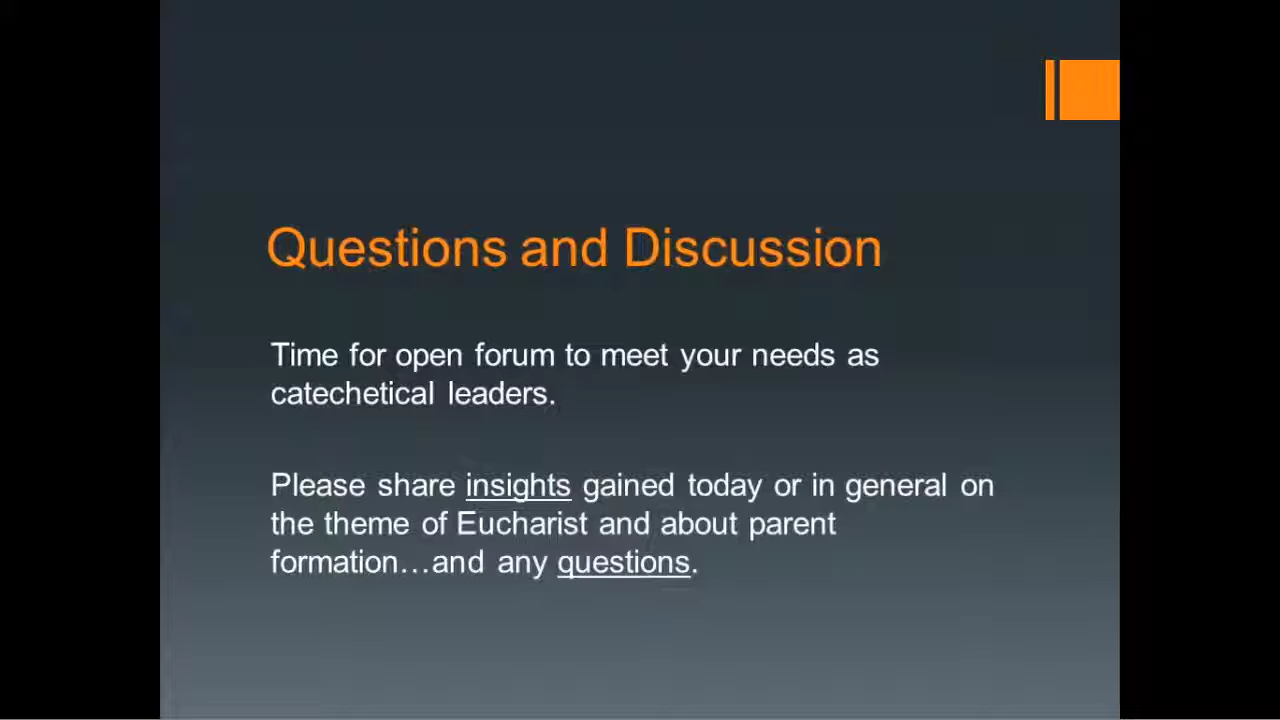 Questions and Discussion
Time for open forum to meet your needs as
catechetical leaders.
Please share insights gained today or in general on
the theme of Eucharist and about parent
formation…and any questions.